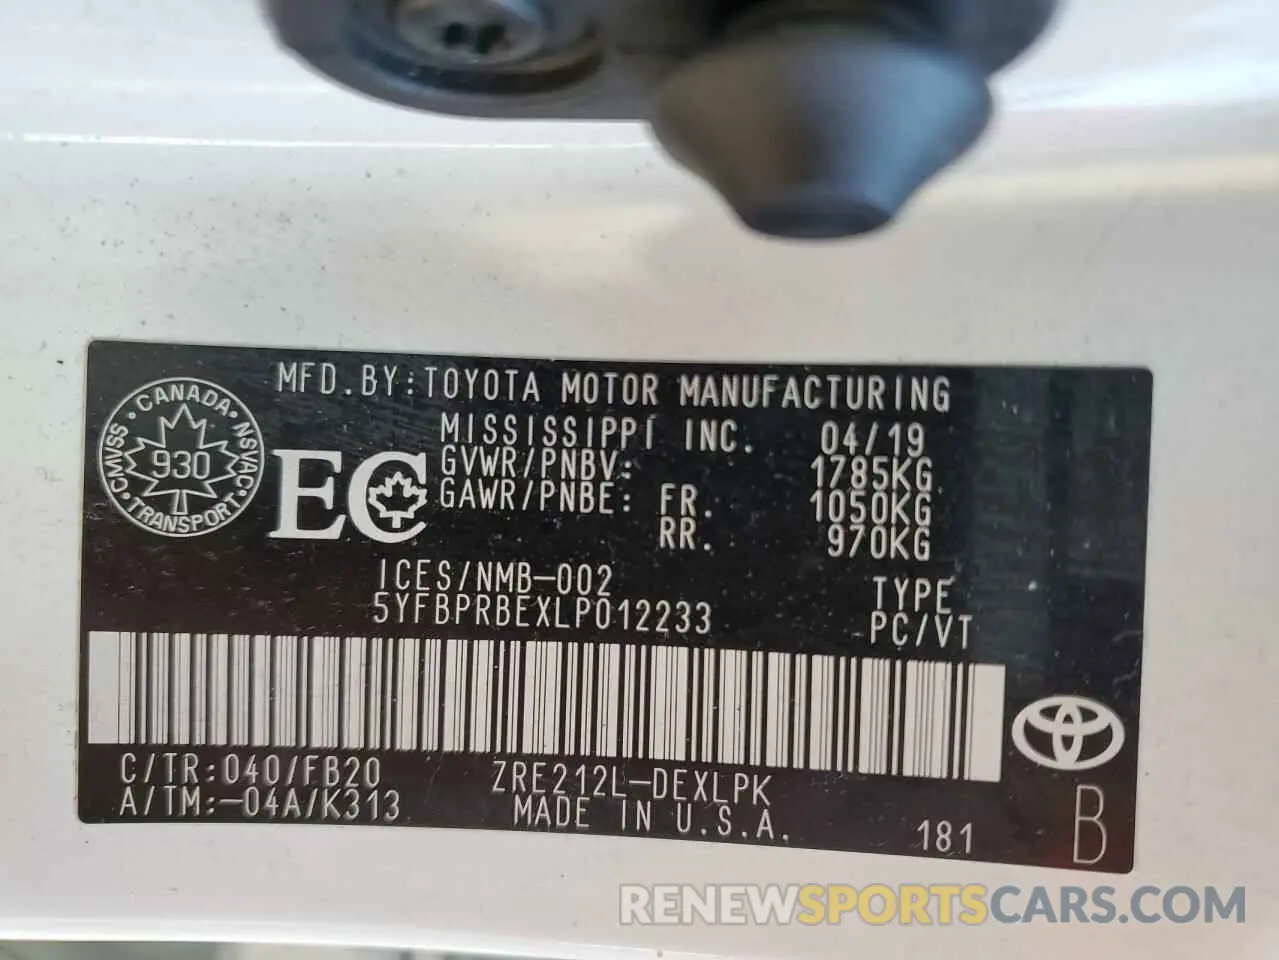 MFD.BY:TOYOTA MOTOR MANUFACTURING
MISSISSIPPI INC. 04/19
GVWR/PNBV: 1785KG
GAWR/PNBE: FR. 1050KG
RR. 970KG
CANADA
CMVSS NSVAC
930
TRANSPORT
EC
ICES/NMB-002 TYPE
5YFBPRBEXLP012233 PC/VT
C/TR:040/FB20 ZRE212L-DEXLPK
A/TM:-04A/K313 MADE IN U.S.A. 181 B
RENEWSPORTSCARS.COM